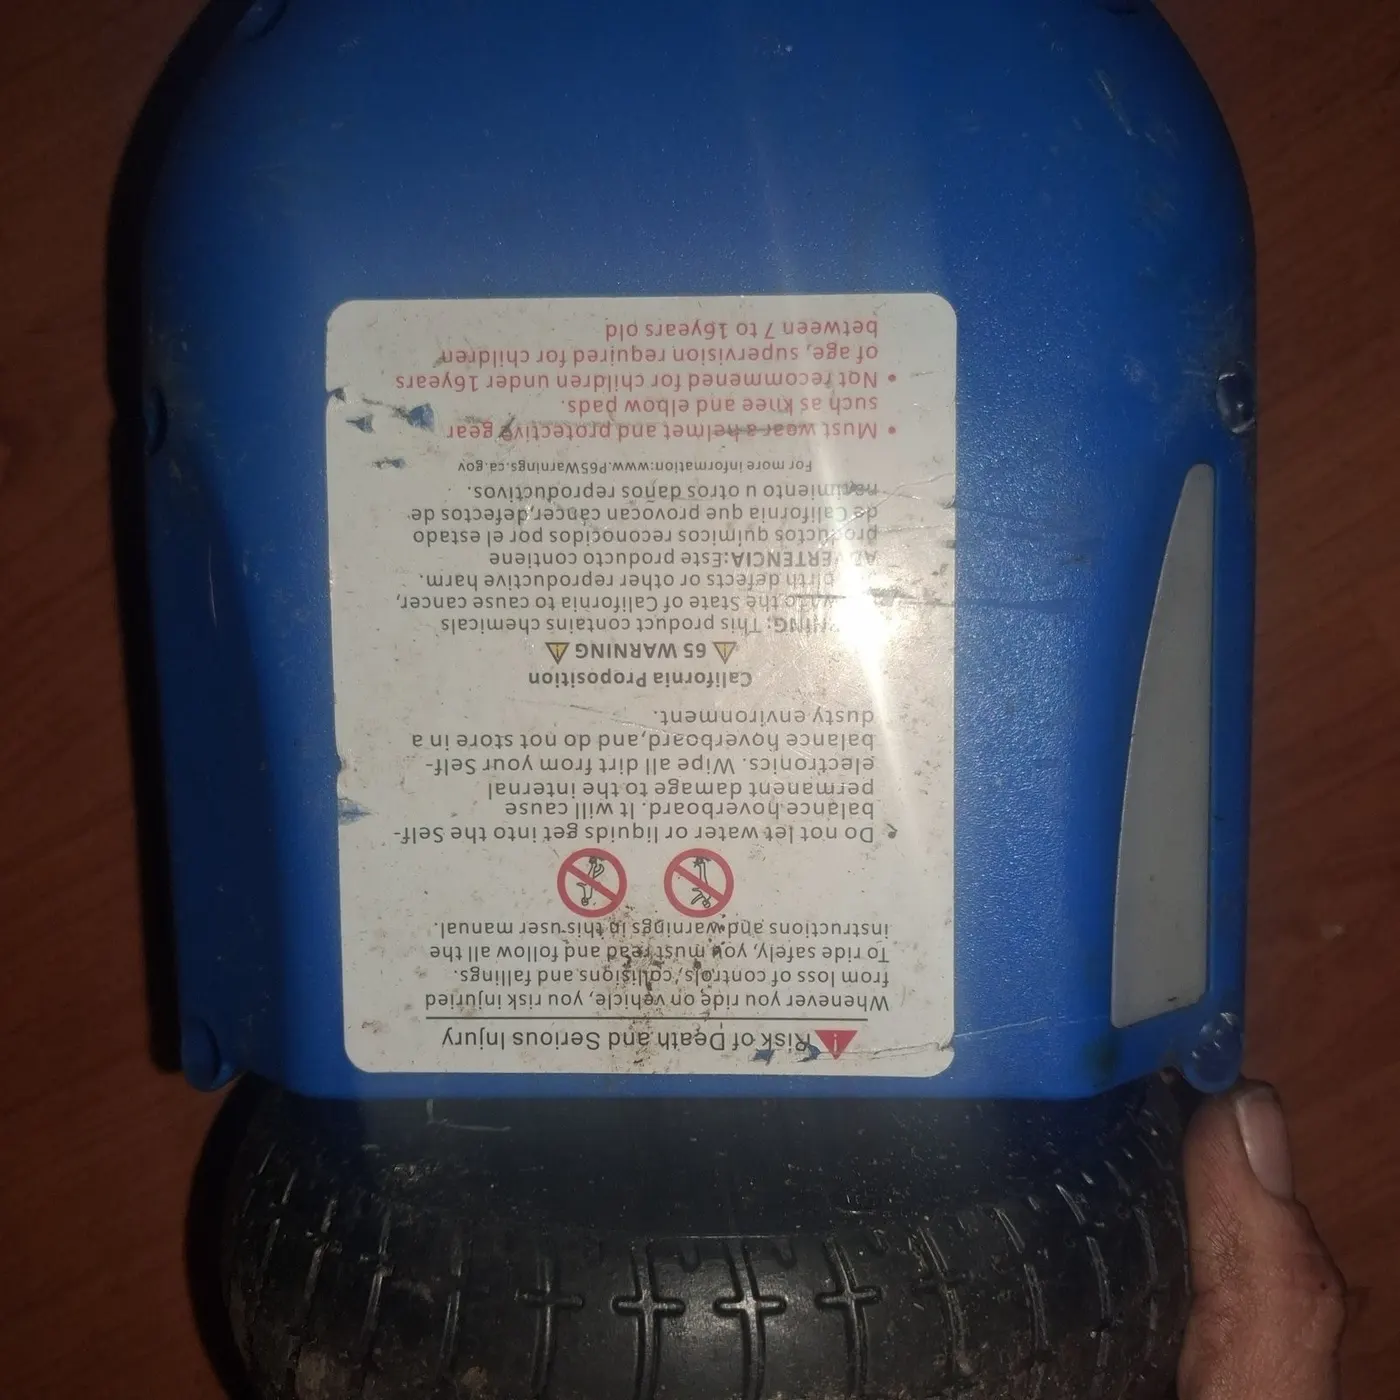 Risk of Death and Serious Injury
Whenever you ride on vehicle, you risk injuried
from loss of controls, collisions and fallings.
To ride safely, you must read and follow all the
instructions and warnings in this user manual.
• Do not let water or liquids get into the Self-
balance hoverboard. It will cause
permanent damage to the internal
electronics. Wipe all dirt from your Self-
balance hoverboard,and do not store in a
dusty environment.
California Proposition
65 WARNING
This product contains chemicals
the State of California to cause cancer,
birth defects or other reproductive harm.
ADVERTENCIA:Este producto contiene
productos químicos reconocidos por el estado
de California que provocan cáncer,defectos de
nacimiento u otros daños reproductivos.
For more information:www.P65Warnings.ca.gov
• Must wear a helmet and protective gear
such as knee and elbow pads.
• Not recommened for children under 16years
of age, supervision required for children
between 7 to 16years old